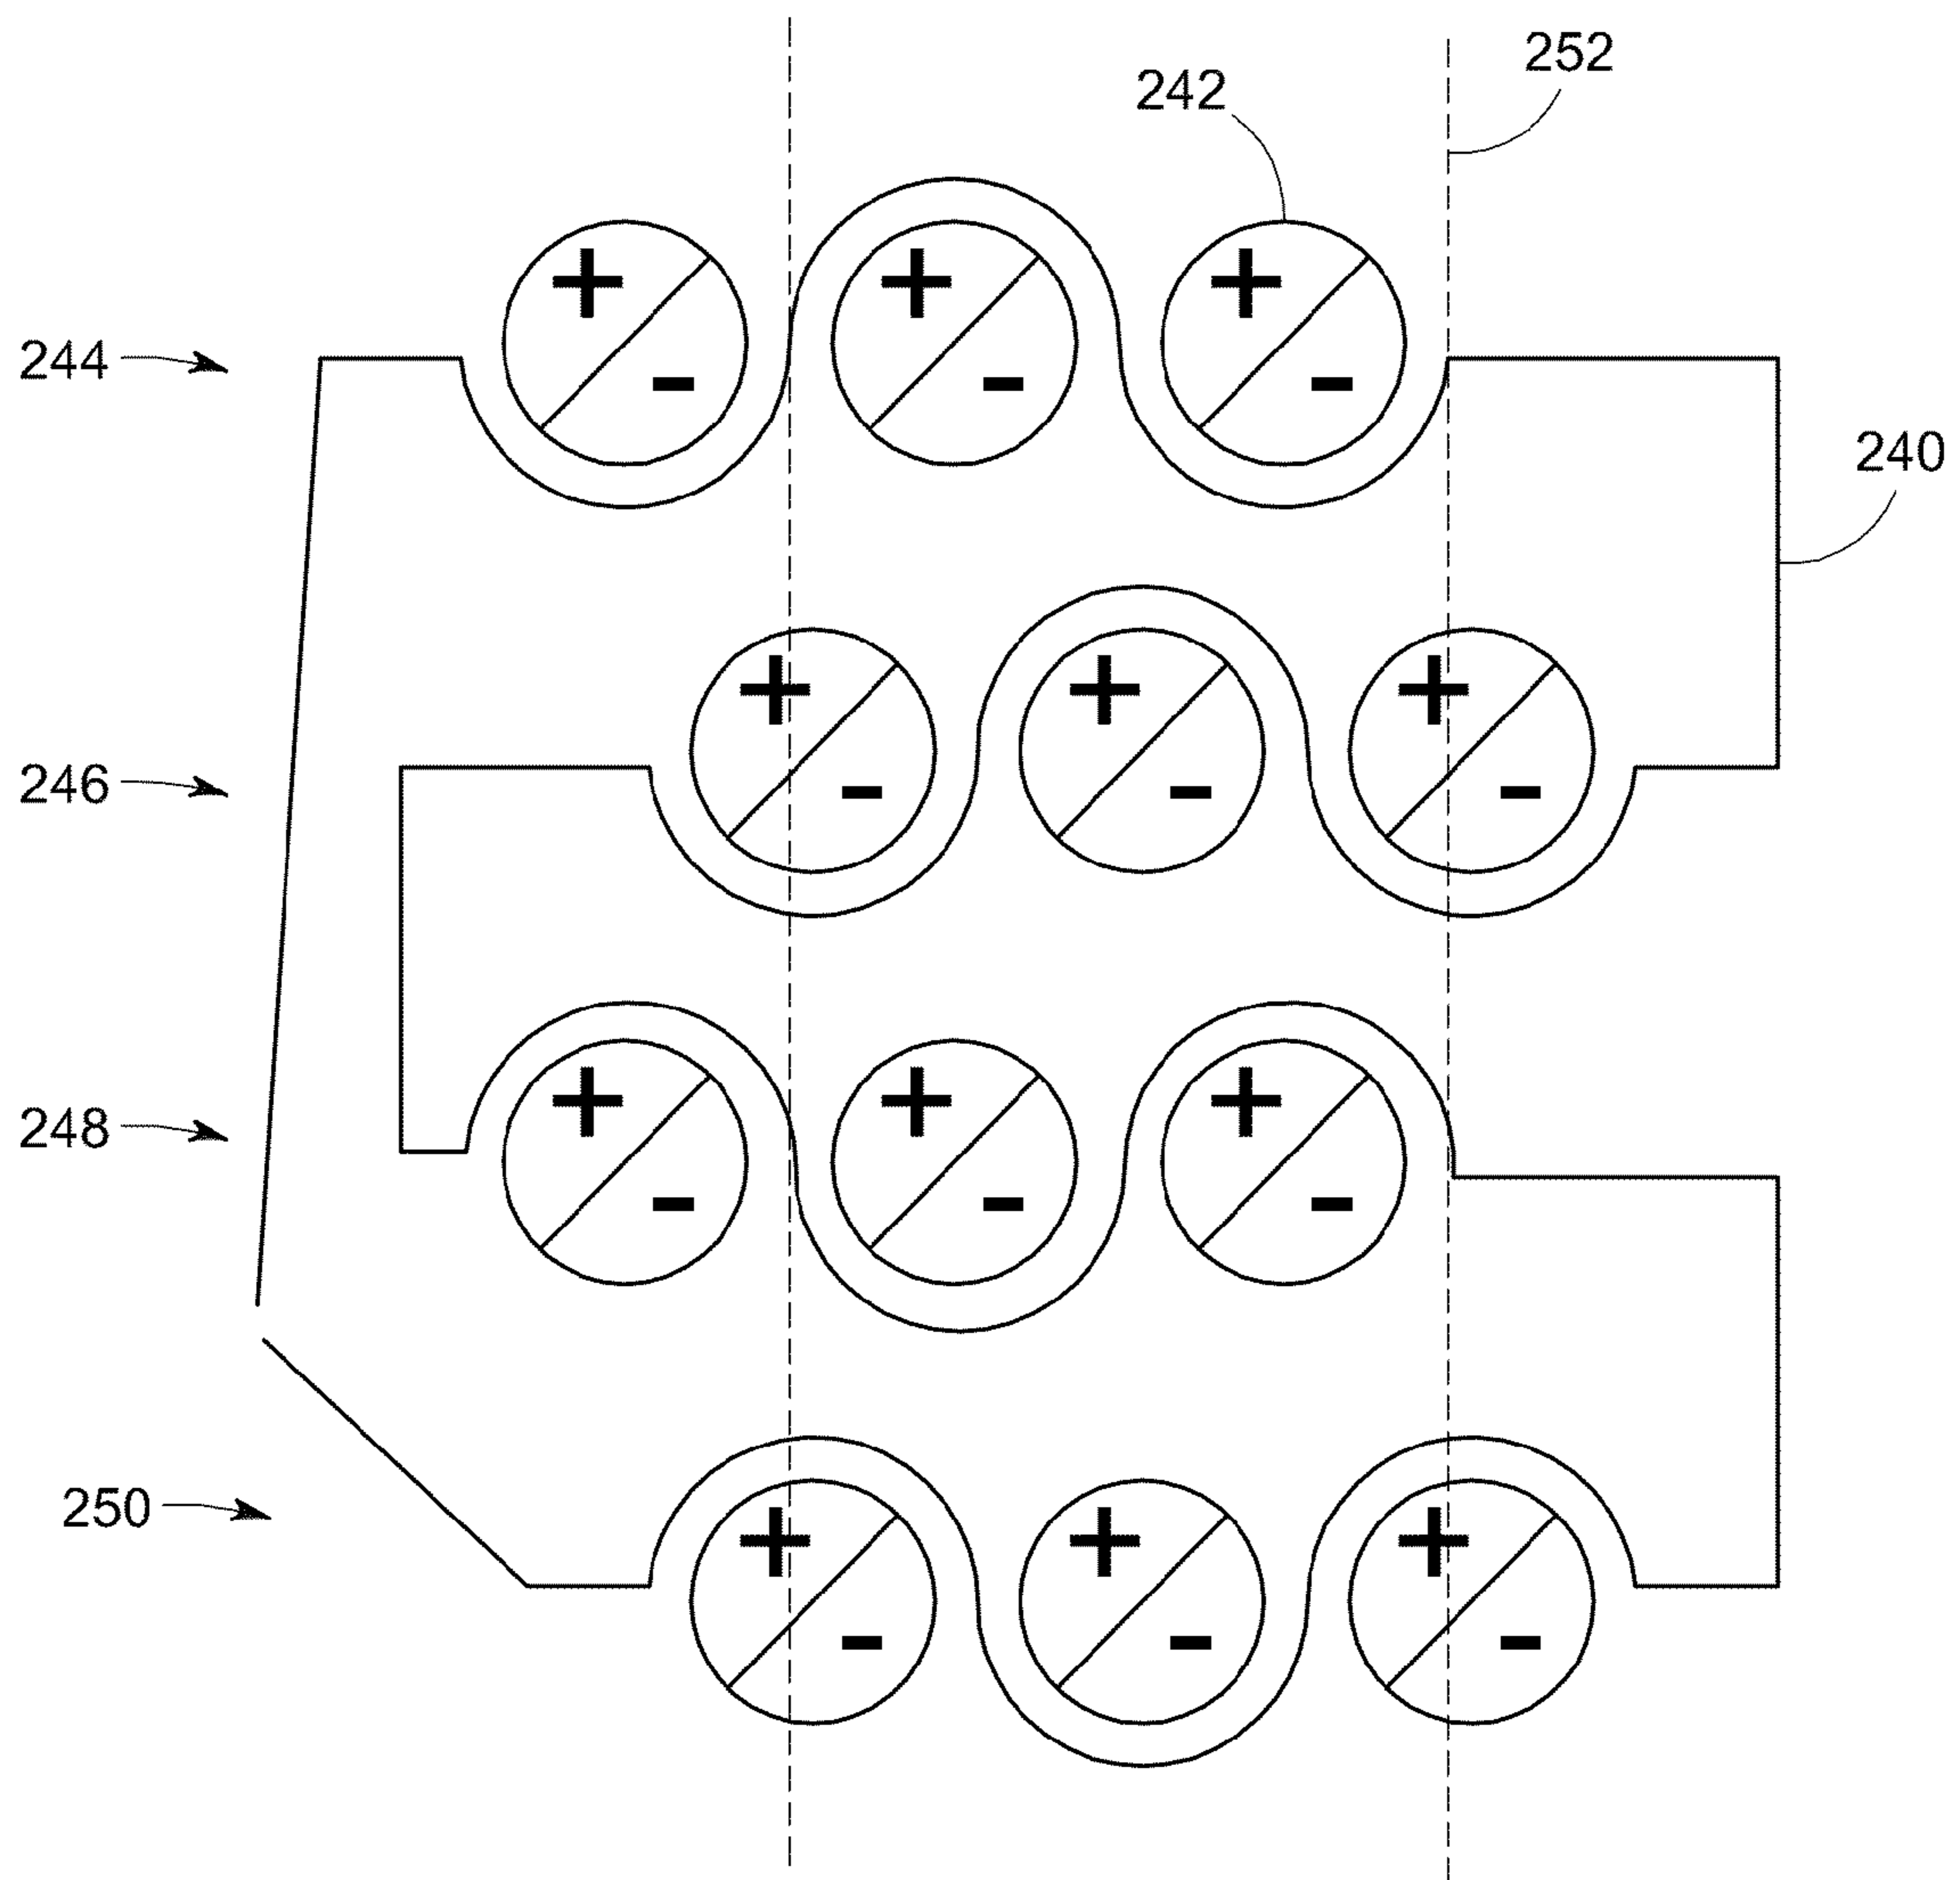 252
242
+ + +
- - -
244
240
+ + +
- - -
246
+ + +
- - -
248
+ + +
- - -
250